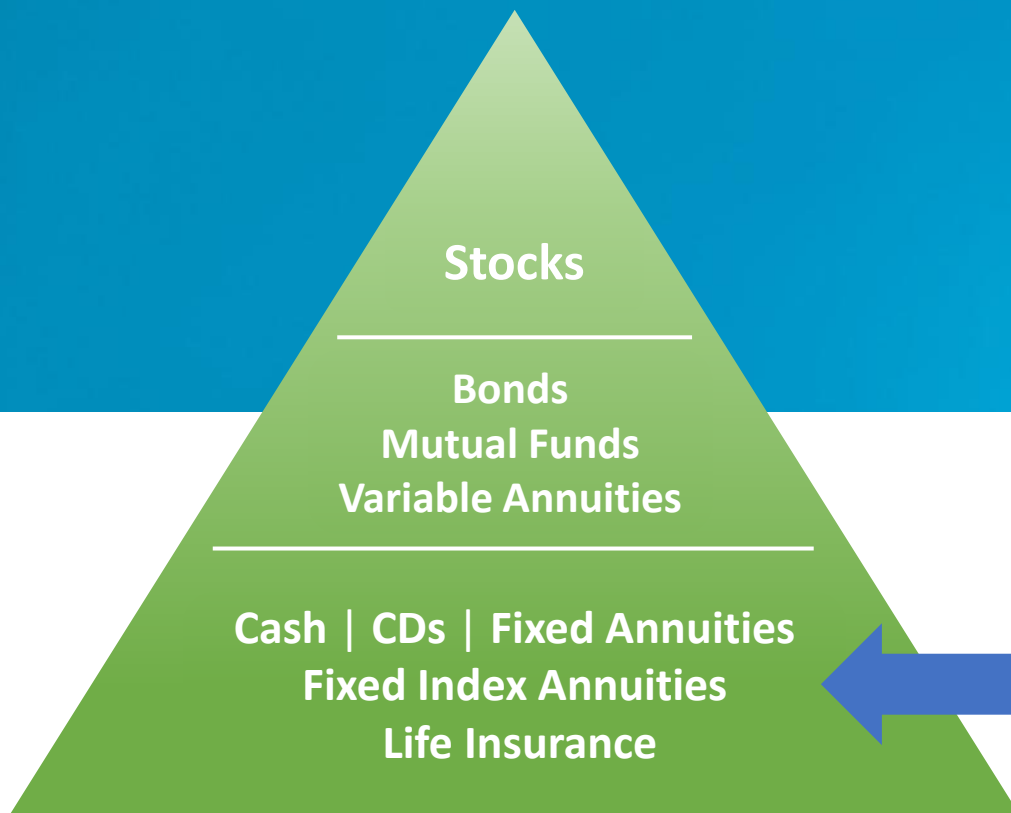 Stocks
Bonds
Mutual Funds
Variable Annuities
Cash | CDs | Fixed Annuities
Fixed Index Annuities
Life Insurance